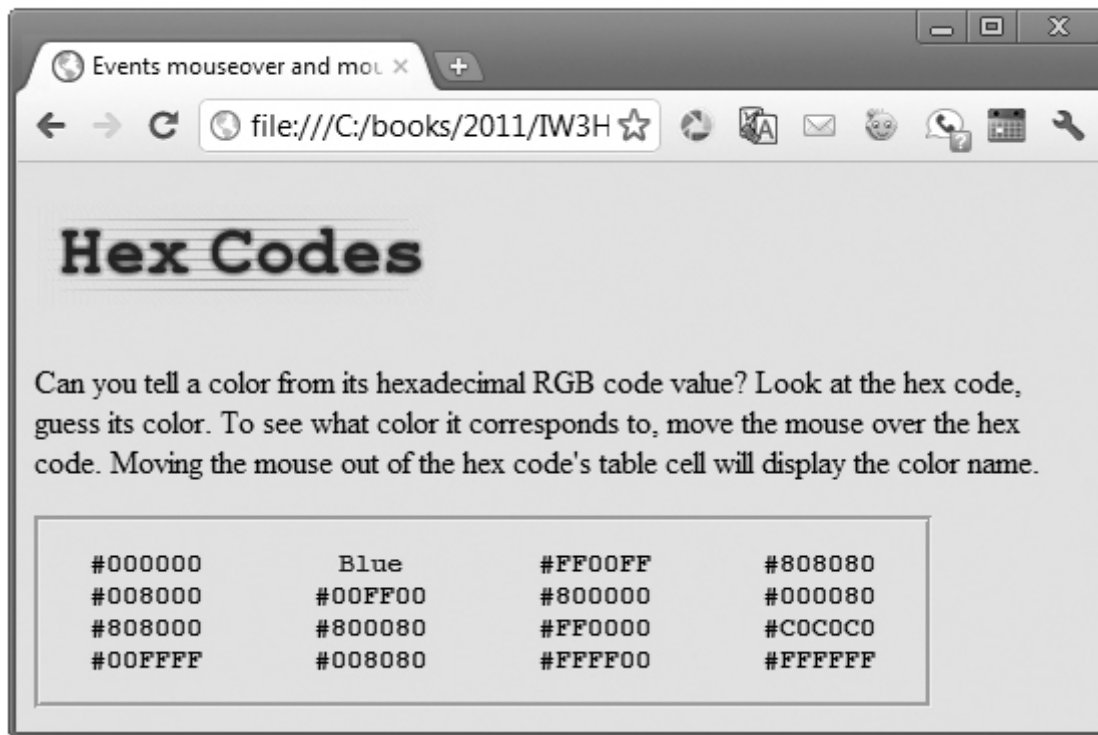 Events mouseover and mou
file:///C:/books/2011/IW3H
Hex Codes
Can you tell a color from its hexadecimal RGB code value? Look at the hex code,
guess its color. To see what color it corresponds to, move the mouse over the hex
code. Moving the mouse out of the hex code's table cell will display the color name.
#000000 Blue #FF00FF #808080
#008000 #00FF00 #800000 #000080
#808000 #800080 #FF0000 #C0C0C0
#00FFFF #008080 #FFFF00 #FFFFFF